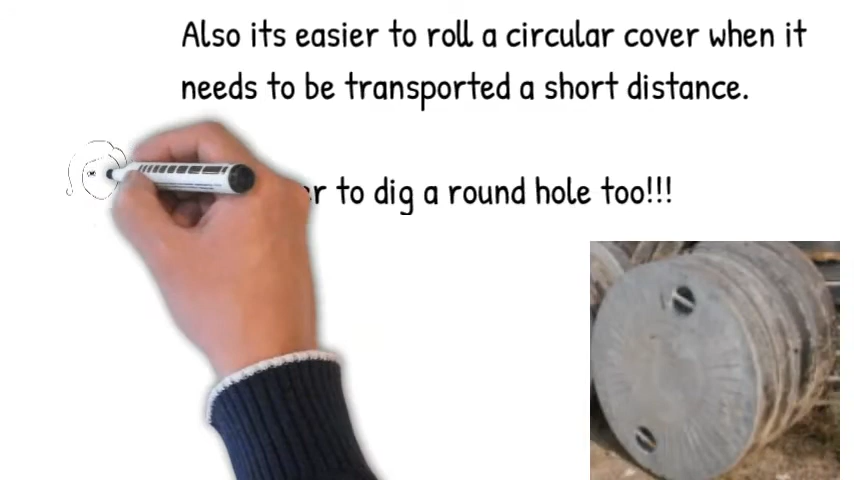 Also its easier to roll a circular cover when it
needs to be transported a short distance.
to dig a round hole too!!!